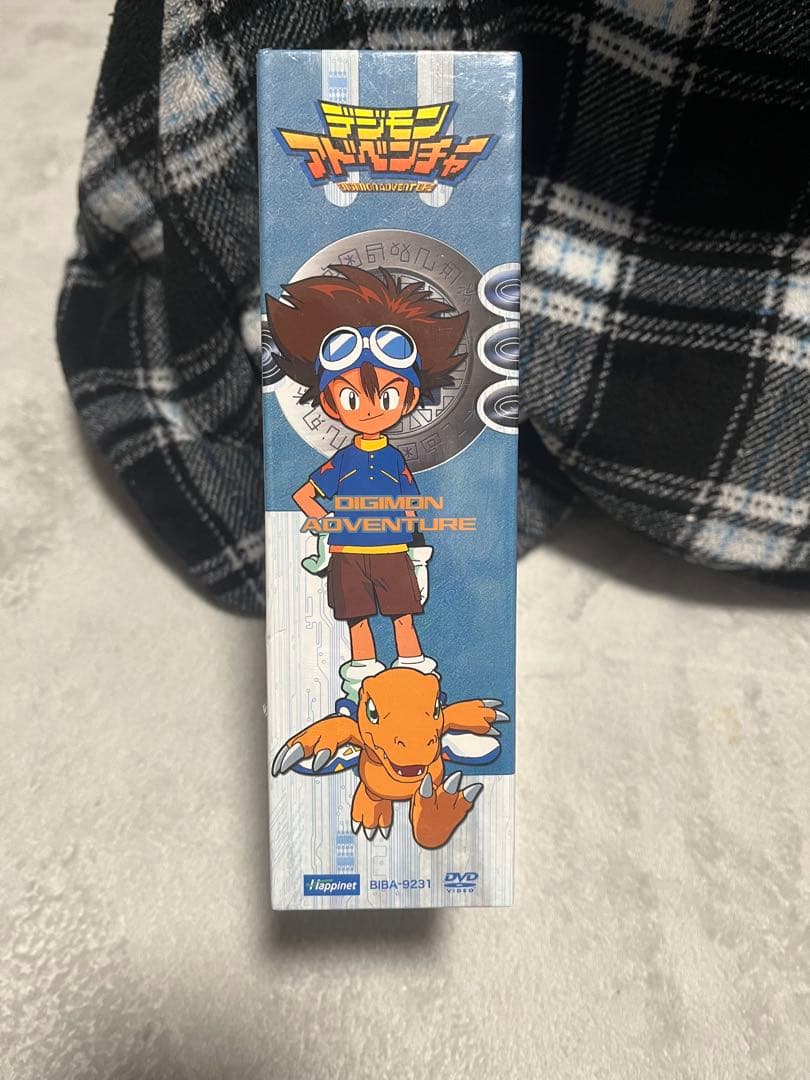 デジモン
アドベンチャー
DIGIMON ADVENTURE
DIGIMON
ADVENTURE
Happinet
BIBA-9231
DVD
VIDEO